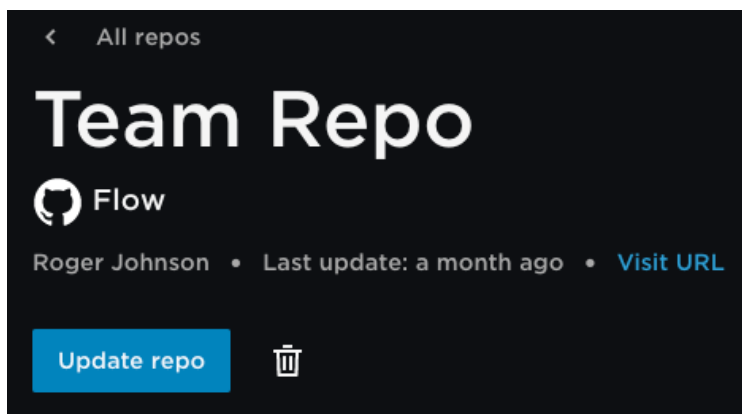 All repos
Team Repo
Flow
Roger Johnson • Last update: a month ago • Visit URL
Update repo